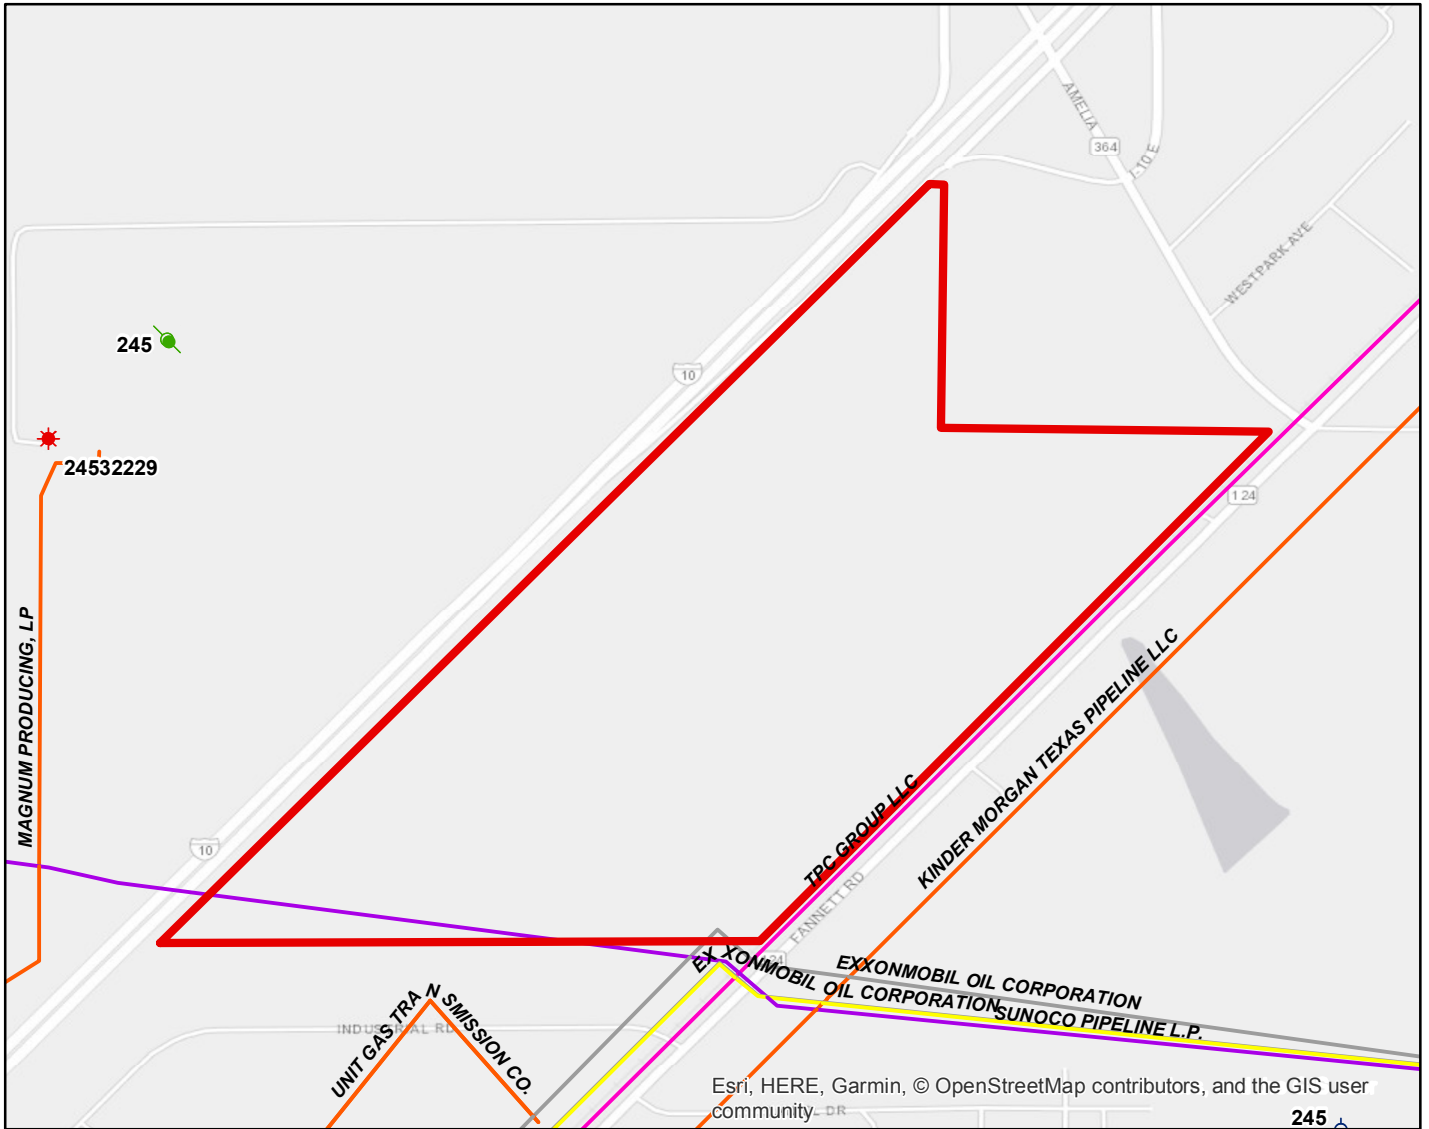 AMELIA
364
I-10 E
WESTPARK AVE
245
10
24532229
124
MAGNUM PRODUCING, LP
KINDER MORGAN TEXAS PIPELINE LLC
TPC GROUP LLC
10
FANNETT RD
EXXONMOBIL OIL CORPORATION
EXXONMOBIL OIL CORPORATION
SUNOCO PIPELINE L.P.
UNIT GAS TRANSMISSION CO.
INDUSTRIAL RD
Esri, HERE, Garmin, © OpenStreetMap contributors, and the GIS user
community
DR
245